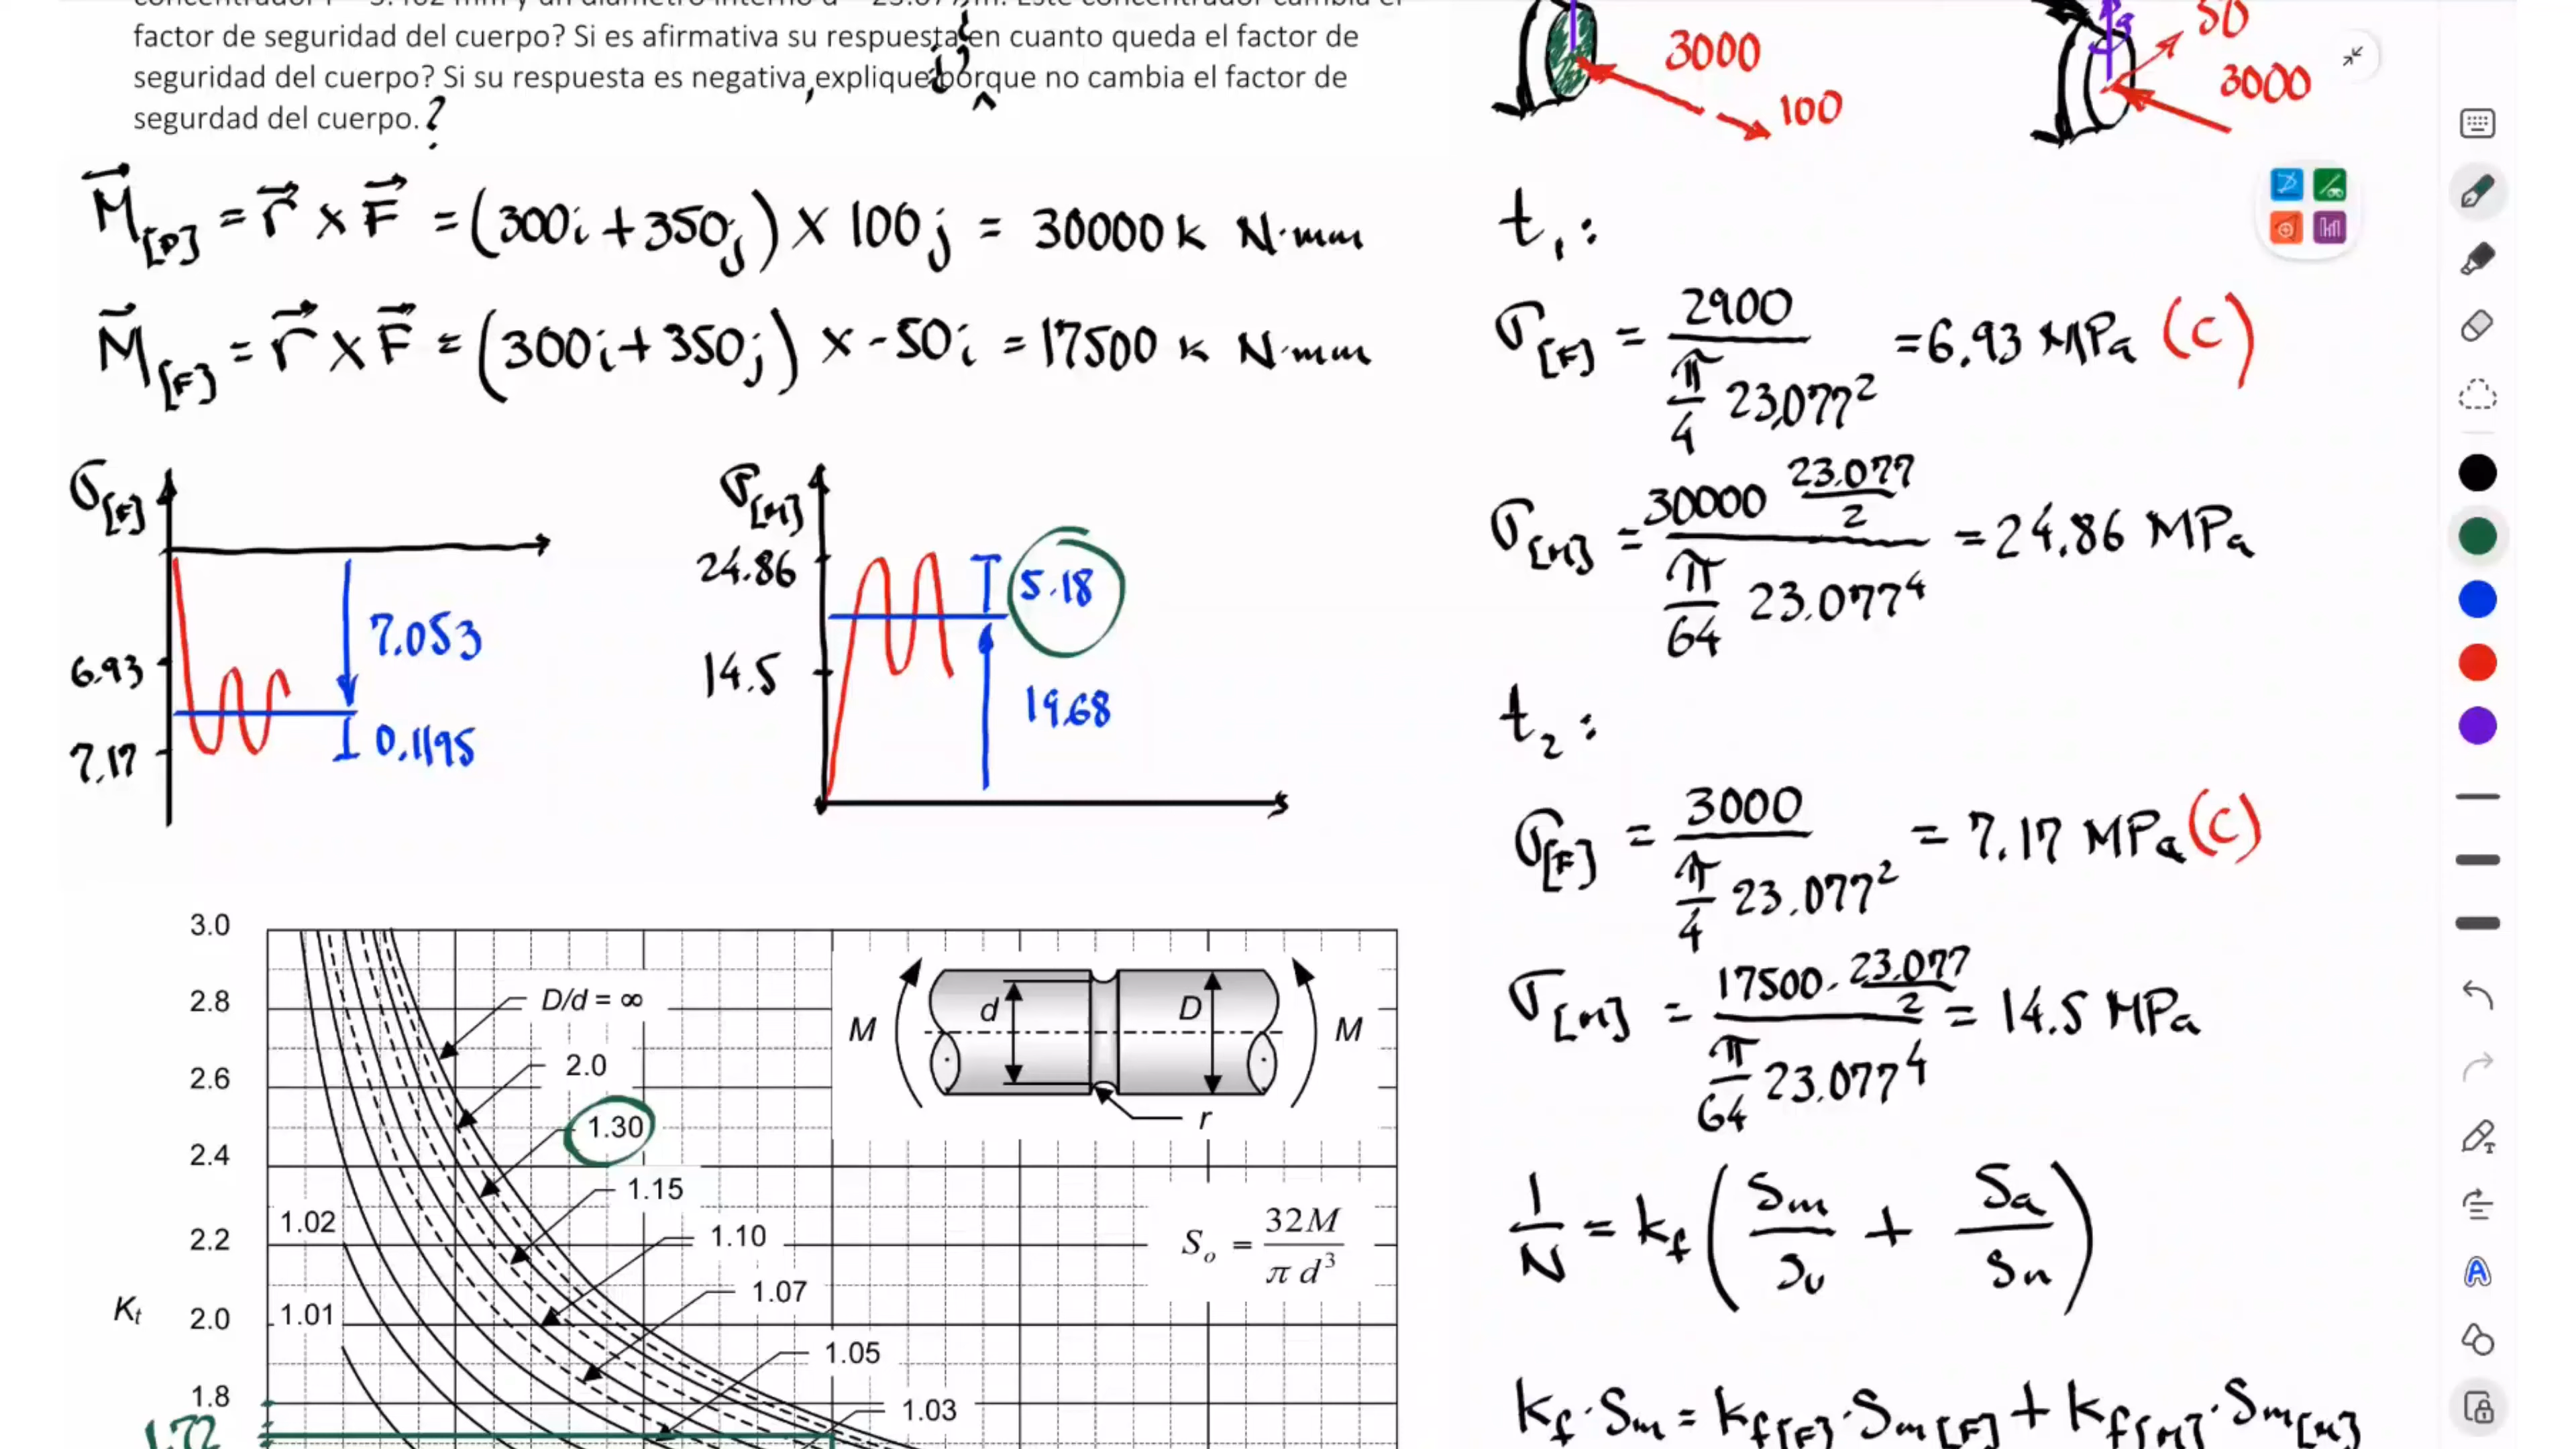 factor de seguridad del cuerpo? Si es afirmativa su respuesta en cuanto queda el factor de
seguridad del cuerpo? Si su respuesta es negativa, explique ¿porque no cambia el factor de
segurdad del cuerpo.?
3000
100
50
3000
M[D] = r x F = (300i + 350j) x 100j = 30000 k N·mm
M[F] = r x F = (300i + 350j) x -50i = 17500 k N·mm
σ[F]
6.93
7.17
7.053
0.1195
σ[M]
24.86
14.5
5.18
19.68
t1:
σ[F] = 2900 / (π/4 23,077²) = 6.93 MPa (C)
σ[M] = 30000 23.077/2 / (π/64 23.077⁴) = 24.86 MPa
t2:
σ[F] = 3000 / (π/4 23.077²) = 7.17 MPa (C)
σ[M] = 17500· 23.077/2 / (π/64 23.077⁴) = 14.5 MPa
1/N = kf (Sm/Su + Sa/Sn)
kf·Sm = kf[F]·Sm[F] + kf[M]·Sm[M]
3.0
2.8
2.6
2.4
2.2
2.0
1.8
1.72
Kt
D/d = ∞
2.0
1.30
1.15
1.10
1.07
1.05
1.03
1.02
1.01
M
d
D
M
r
So = 32M / π d³